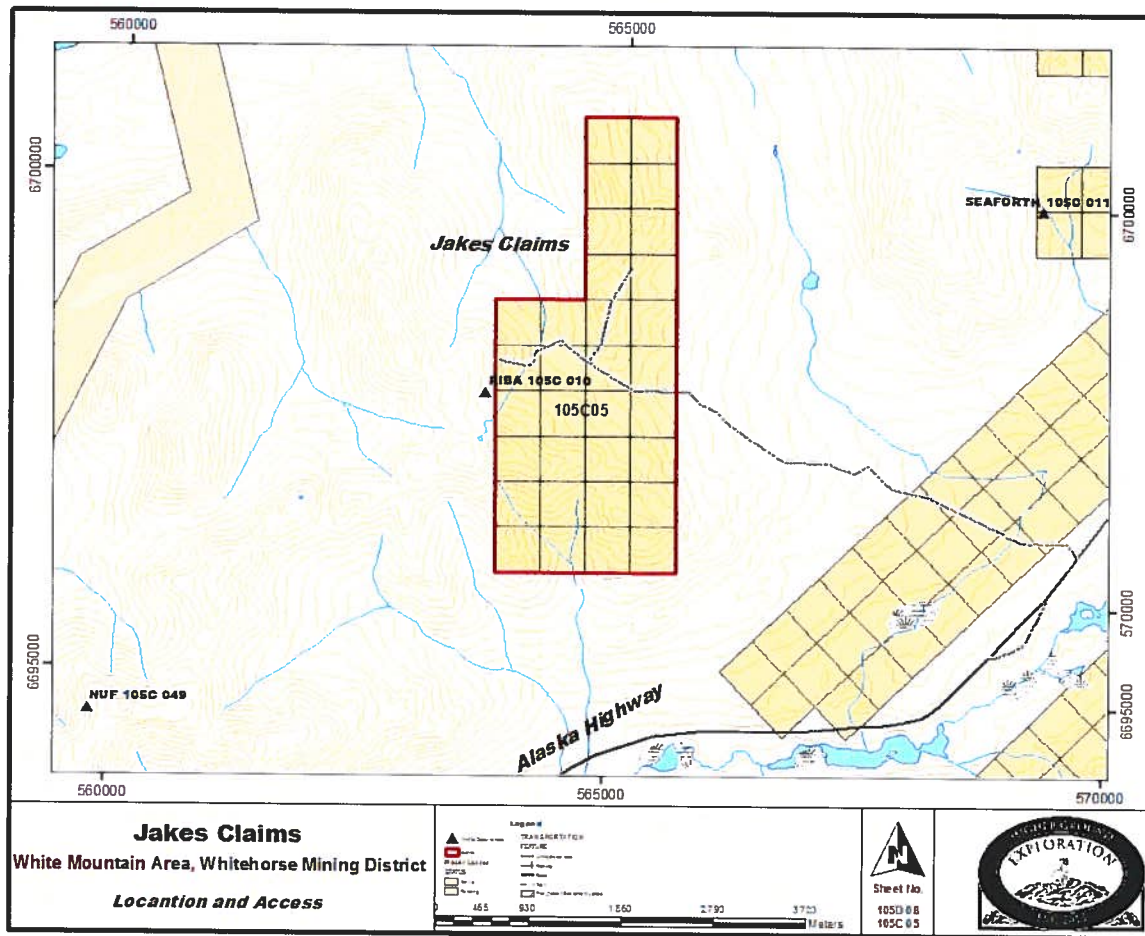 560000
565000
6700000
6700000
SEAFORTH 105C 011
Jakes Claims
RIBA 105C 010
105C05
570000
6695000
6695000
NUF 105C 049
Alaska Highway
560000
565000
570000
Jakes Claims
White Mountain Area, Whitehorse Mining District
Locantion and Access
Legend
TRANSPORTATION
FEATURE
0 465 930 1,860 2,790 3,720
Meters
N
Sheet No.
105D 08
105C 05
EXPLORATION